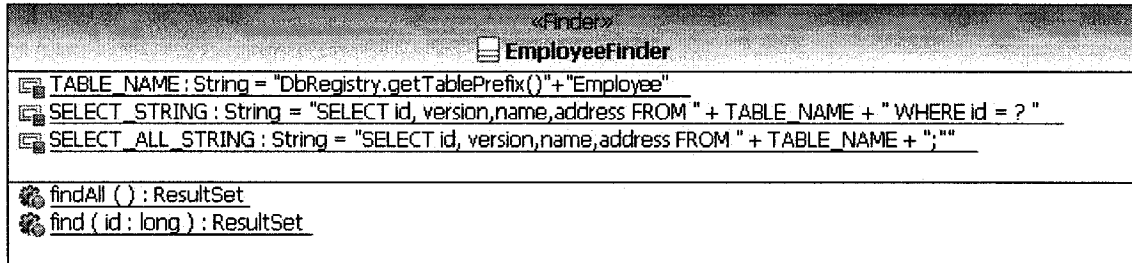 «Finder»
EmployeeFinder
TABLE_NAME : String = "DbRegistry.getTablePrefix()"+"Employee"
SELECT_STRING : String = "SELECT id, version,name,address FROM " + TABLE_NAME + " WHERE id = ? "
SELECT_ALL_STRING : String = "SELECT id, version,name,address FROM " + TABLE_NAME + ";""
findAll ( ) : ResultSet
find ( id : long ) : ResultSet